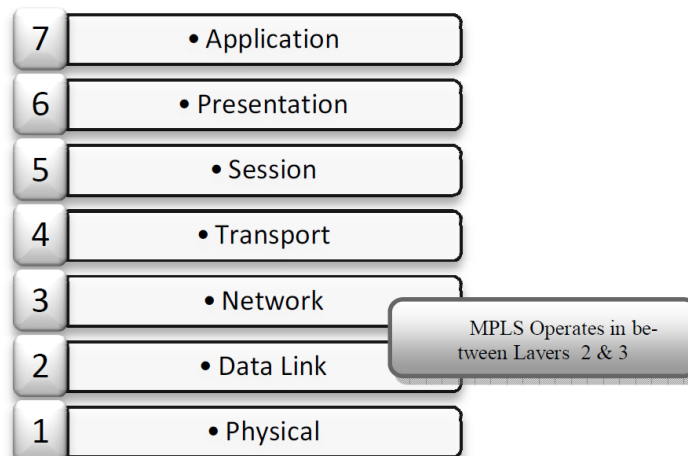 7 • Application
6 • Presentation
5 • Session
4 • Transport
3 • Network
MPLS Operates in be-
tween Layers 2 & 3
2 • Data Link
1 • Physical